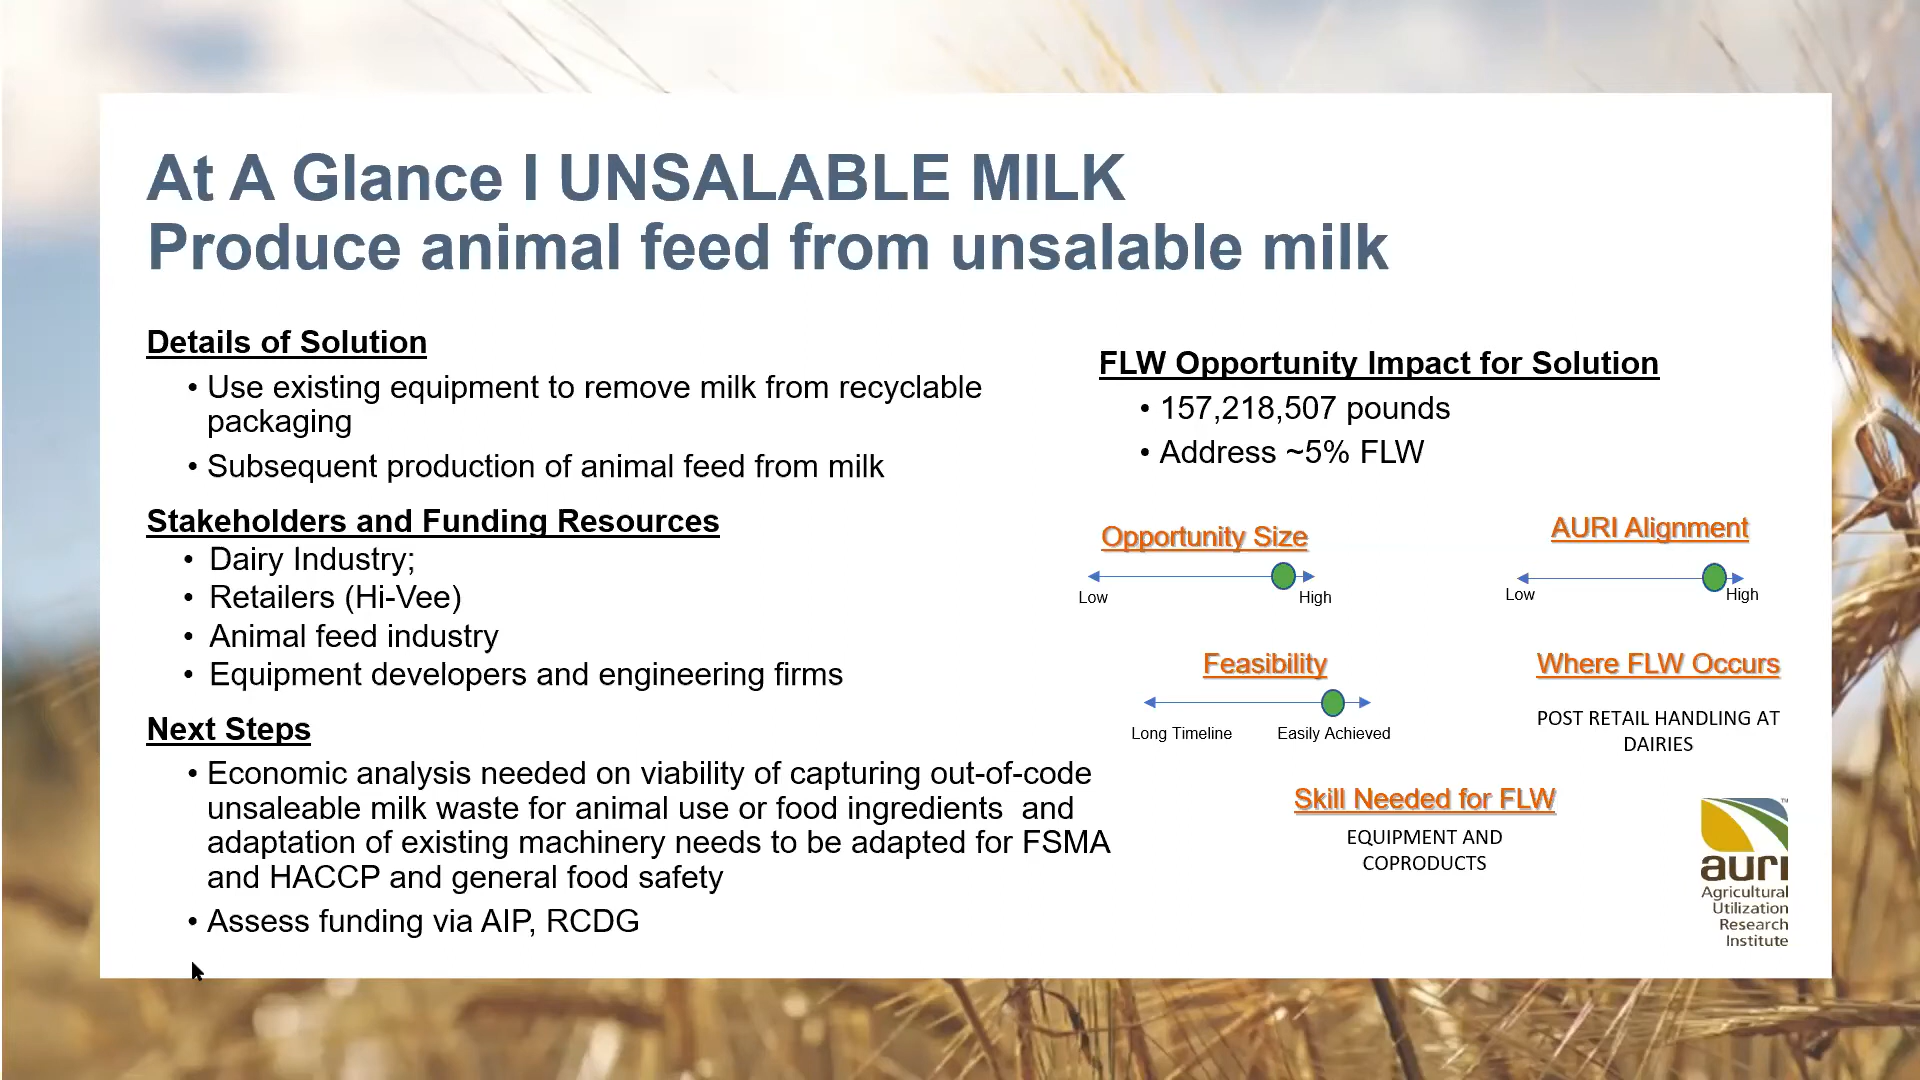 At A Glance I UNSALABLE MILK
Produce animal feed from unsalable milk
Details of Solution
• Use existing equipment to remove milk from recyclable
packaging
• Subsequent production of animal feed from milk
Stakeholders and Funding Resources
• Dairy Industry;
• Retailers (Hi-Vee)
• Animal feed industry
• Equipment developers and engineering firms
Next Steps
• Economic analysis needed on viability of capturing out-of-code
unsaleable milk waste for animal use or food ingredients and
adaptation of existing machinery needs to be adapted for FSMA
and HACCP and general food safety
• Assess funding via AIP, RCDG
FLW Opportunity Impact for Solution
• 157,218,507 pounds
• Address ~5% FLW
Opportunity Size
Low High
AURI Alignment
Low High
Feasibility
Long Timeline Easily Achieved
Where FLW Occurs
POST RETAIL HANDLING AT
DAIRIES
Skill Needed for FLW
EQUIPMENT AND
COPRODUCTS
TM
auri
Agricultural
Utilization
Research
Institute